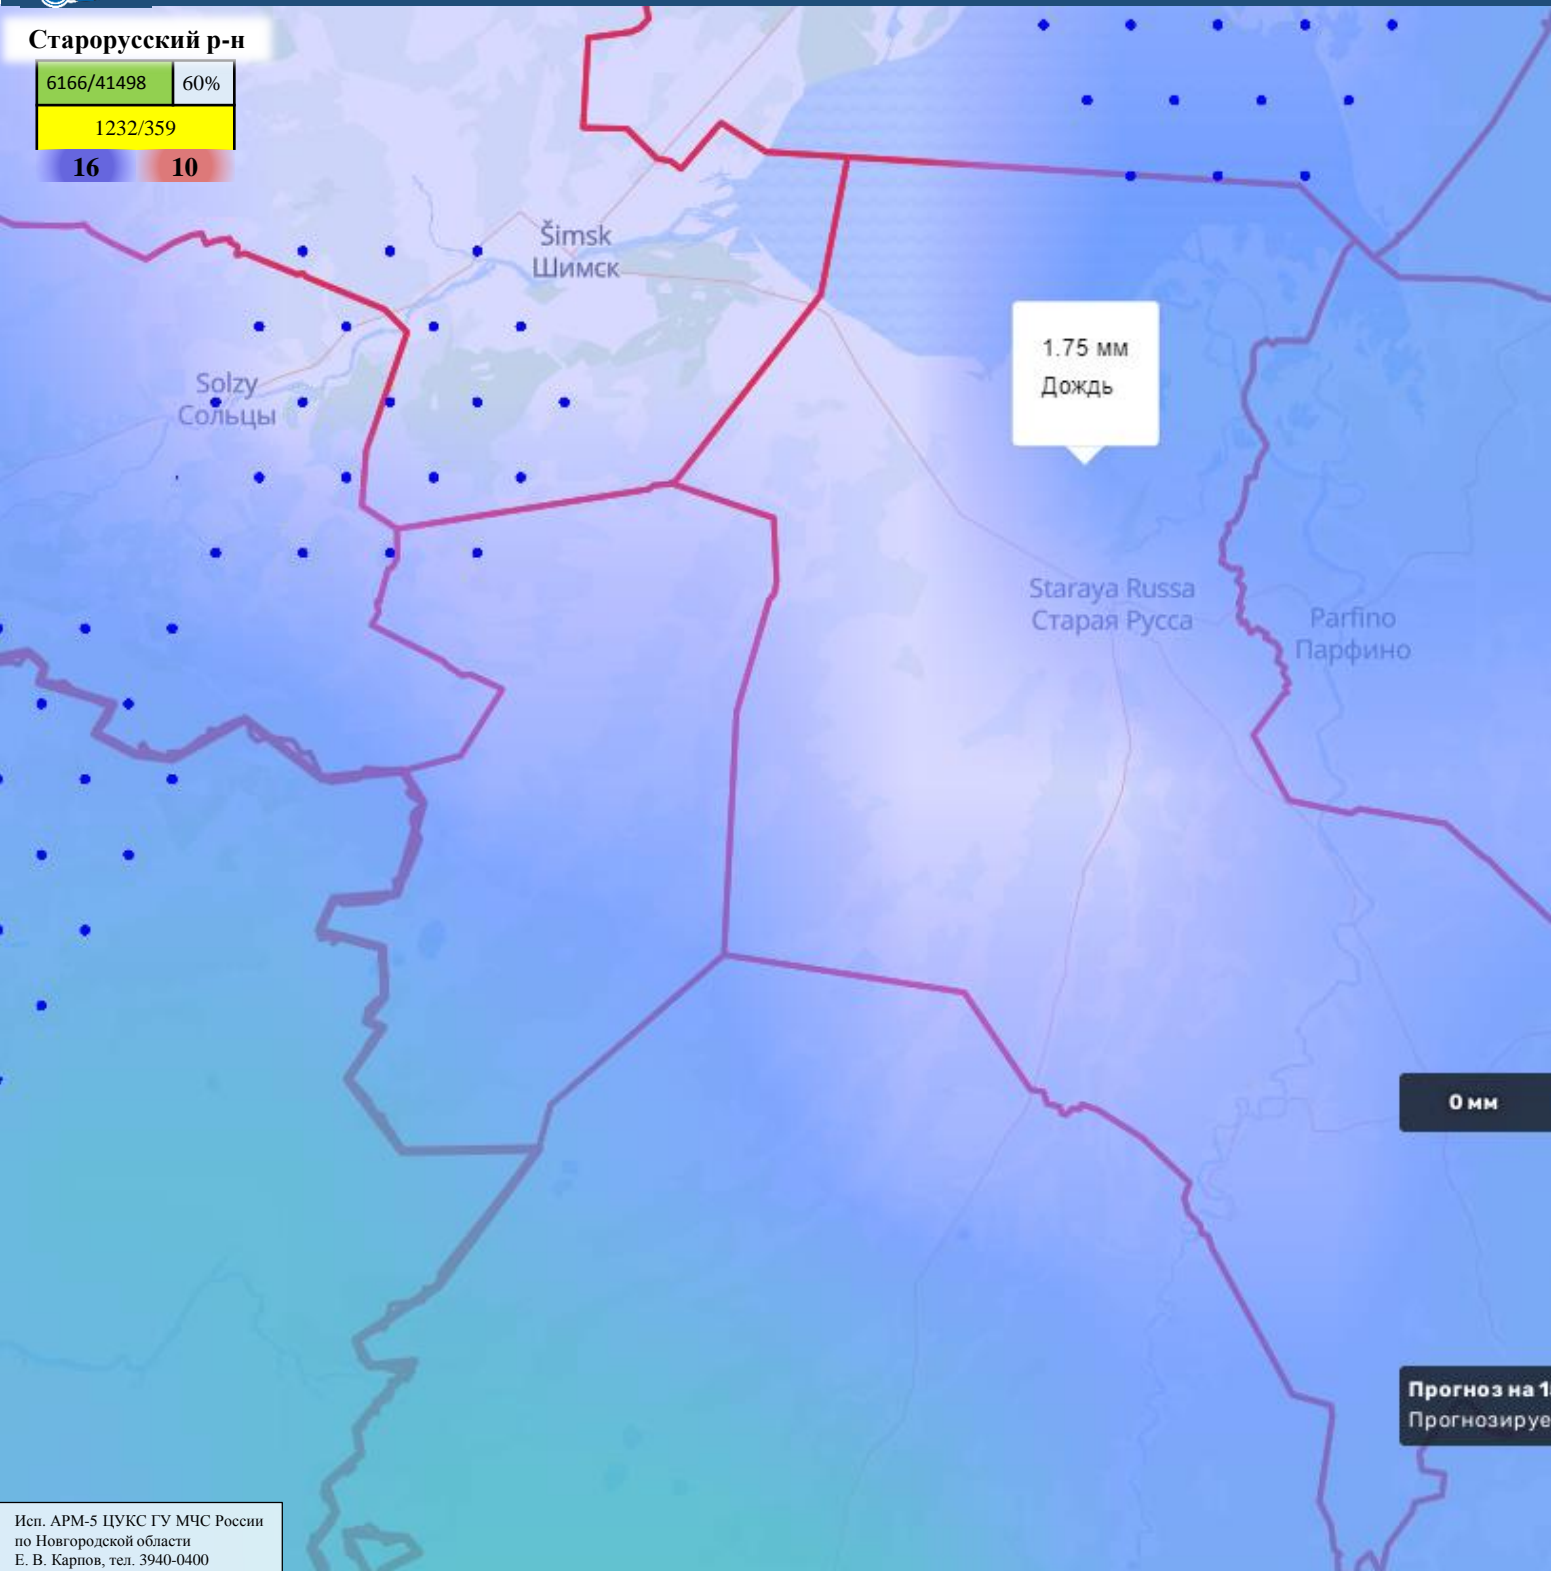 Старорусский р-н
6166/41498
60%
1232/359
16
10
Šimsk
Шимск
1.75 мм
Дождь
Solzy
Сольцы
Staraya Russa
Старая Русса
Parfino
Парфино
0 мм
Прогноз на 1
Прогнозируе
Исп. АРМ-5 ЦУКС ГУ МЧС России
по Новгородской области
Е. В. Карпов, тел. 3940-0400